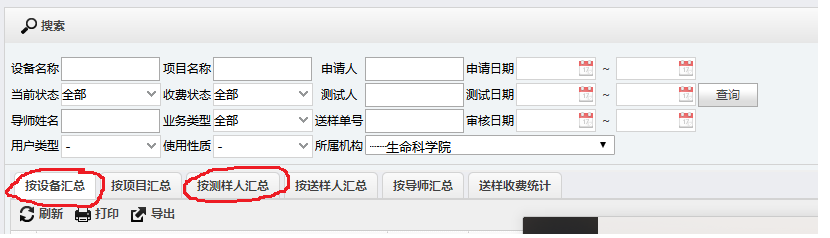 搜索
设备名称 项目名称 申请人 申请日期 ~
当前状态 全部 收费状态 全部 测试人 测试日期 ~ 查询
导师姓名 业务类型 全部 送样单号 审核日期 ~
用户类型 - 使用性质 - 所属机构 ┈┈生命科学院
按设备汇总 按项目汇总 按测样人汇总 按送样人汇总 按导师汇总 送样收费统计
刷新 打印 导出